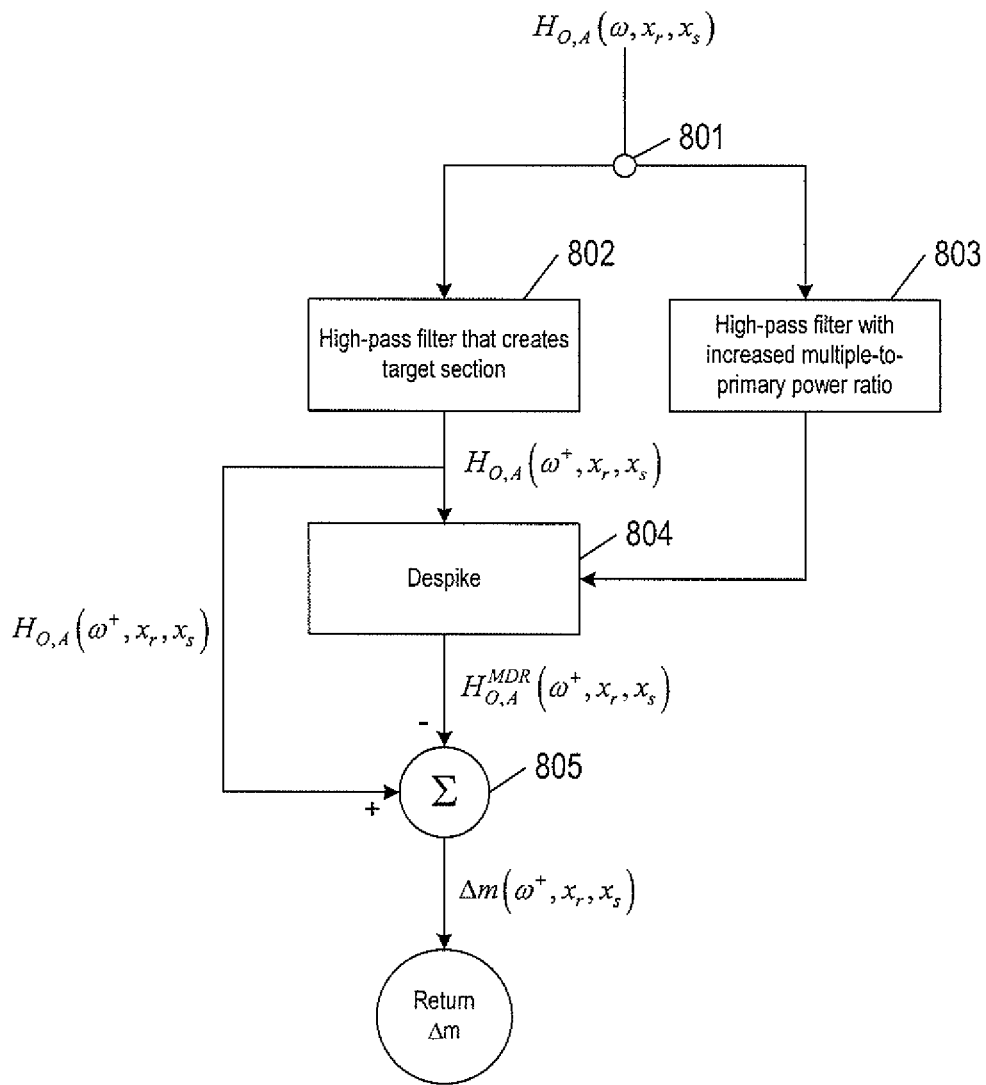 H_{O,A}(ω, x_r, x_s)
801
802
803
High-pass filter that creates
target section
High-pass filter with
increased multiple-to-
primary power ratio
H_{O,A}(ω^+, x_r, x_s)
804
Despike
H_{O,A}(ω^+, x_r, x_s)
H_{O,A}^{MDR}(ω^+, x_r, x_s)
-
805
Σ
+
Δm(ω^+, x_r, x_s)
Return
Δm